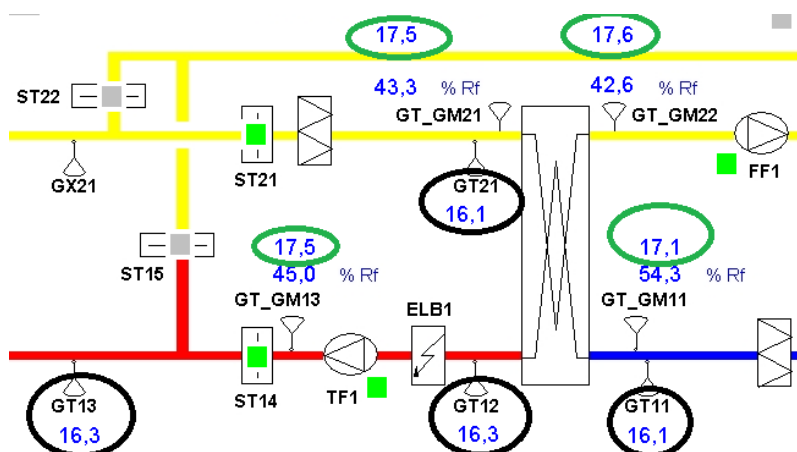 17,5
17,6
43,3 % Rf
42,6 % Rf
ST22
GT_GM21
GT_GM22
GX21
ST21
GT21
FF1
16,1
17,5
17,1
ST15
45,0 % Rf
54,3 % Rf
GT_GM13
ELB1
GT_GM11
GT13
ST14
TF1
GT12
GT11
16,3
16,3
16,1